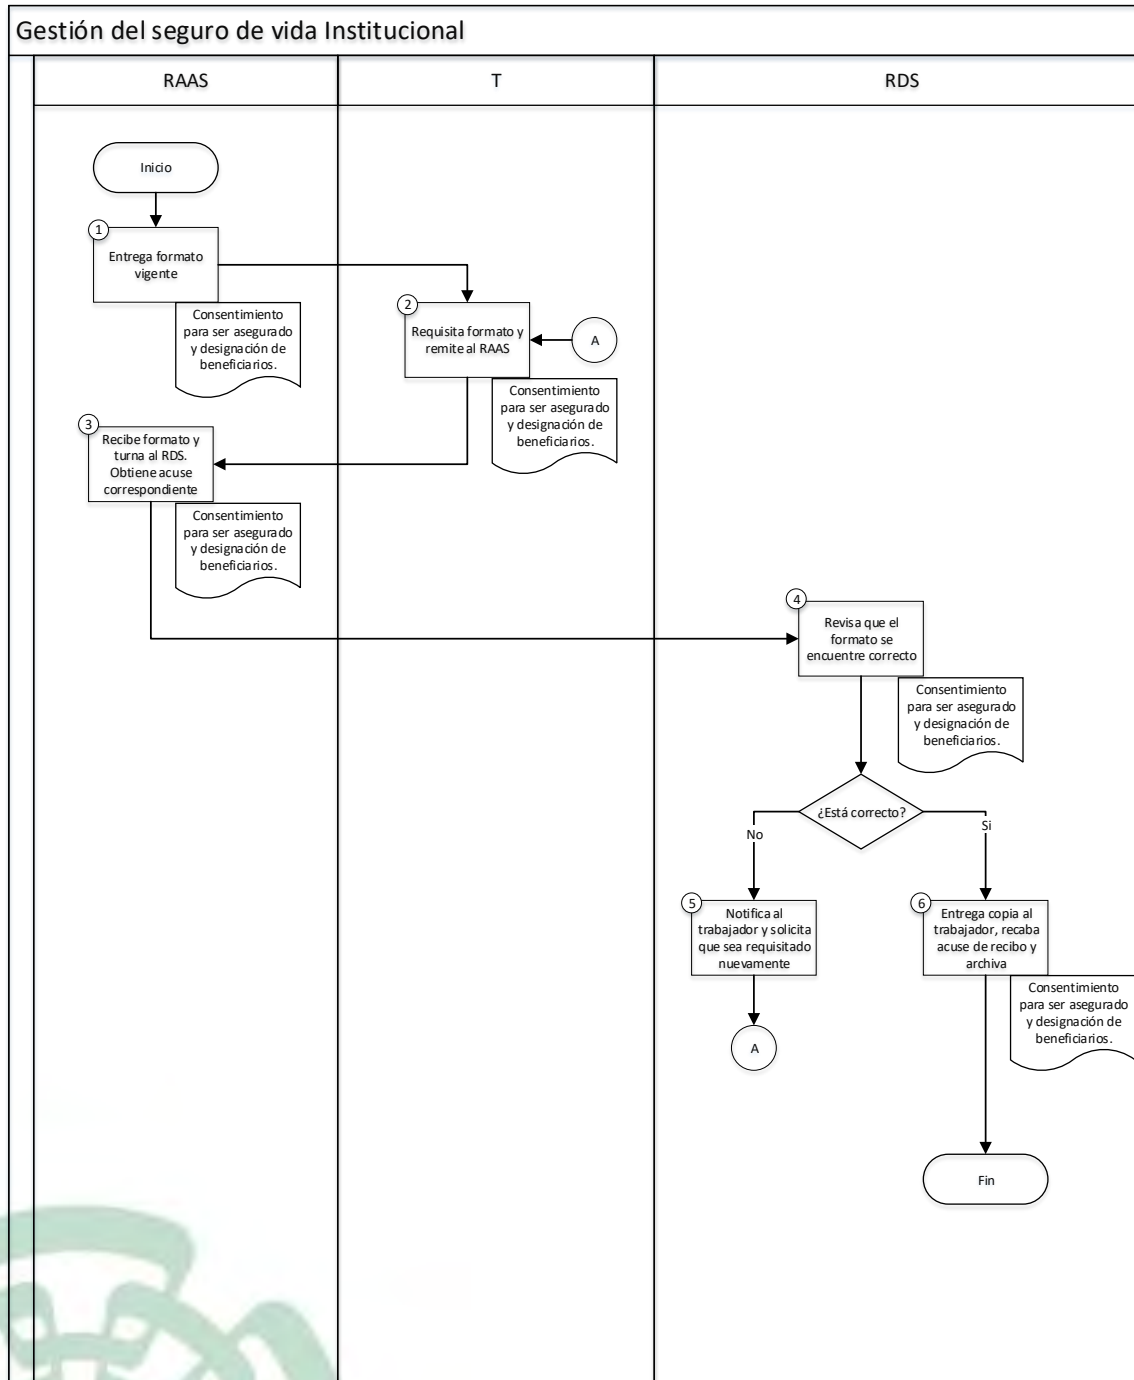 Gestión del seguro de vida Institucional
RAAS
T
RDS
Inicio
1
Entrega formato
vigente
Consentimiento
para ser asegurado
y designación de
beneficiarios.
2
Requisita formato y
remite al RAAS
A
Consentimiento
para ser asegurado
y designación de
beneficiarios.
3
Recibe formato y
turna al RDS.
Obtiene acuse
correspondiente
Consentimiento
para ser asegurado
y designación de
beneficiarios.
4
Revisa que el
formato se
encuentre correcto
Consentimiento
para ser asegurado
y designación de
beneficiarios.
¿Está correcto?
No
Si
5
Notifica al
trabajador y solicita
que sea requisitado
nuevamente
A
6
Entrega copia al
trabajador, recaba
acuse de recibo y
archiva
Consentimiento
para ser asegurado
y designación de
beneficiarios.
Fin